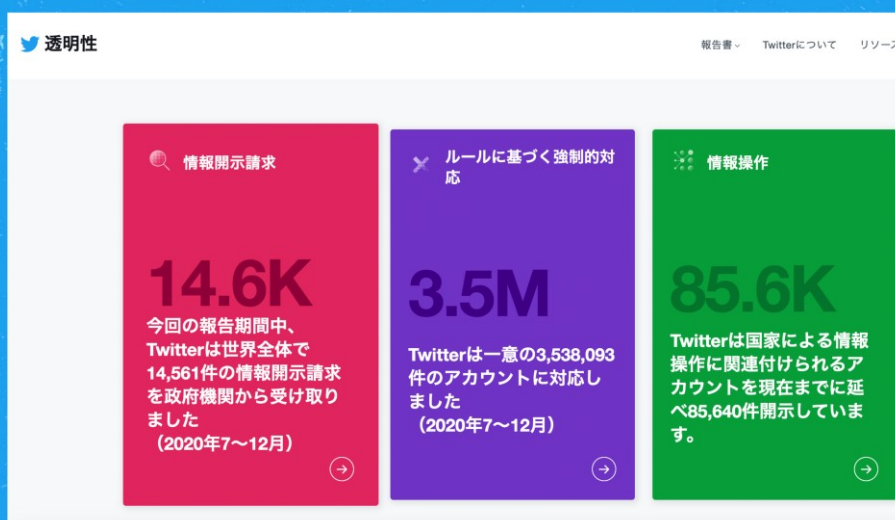 透明性
報告書
Twitterについて
リソース
情報開示請求
14.6K
今回の報告期間中、
Twitterは世界全体で
14,561件の情報開示請求
を政府機関から受け取り
ました
（2020年7〜12月）
ルールに基づく強制的対
応
3.5M
Twitterは一意の3,538,093
件のアカウントに対応し
ました
（2020年7〜12月）
情報操作
85.6K
Twitterは国家による情報
操作に関連付けられるア
カウントを現在までに延
べ85,640件開示していま
す。